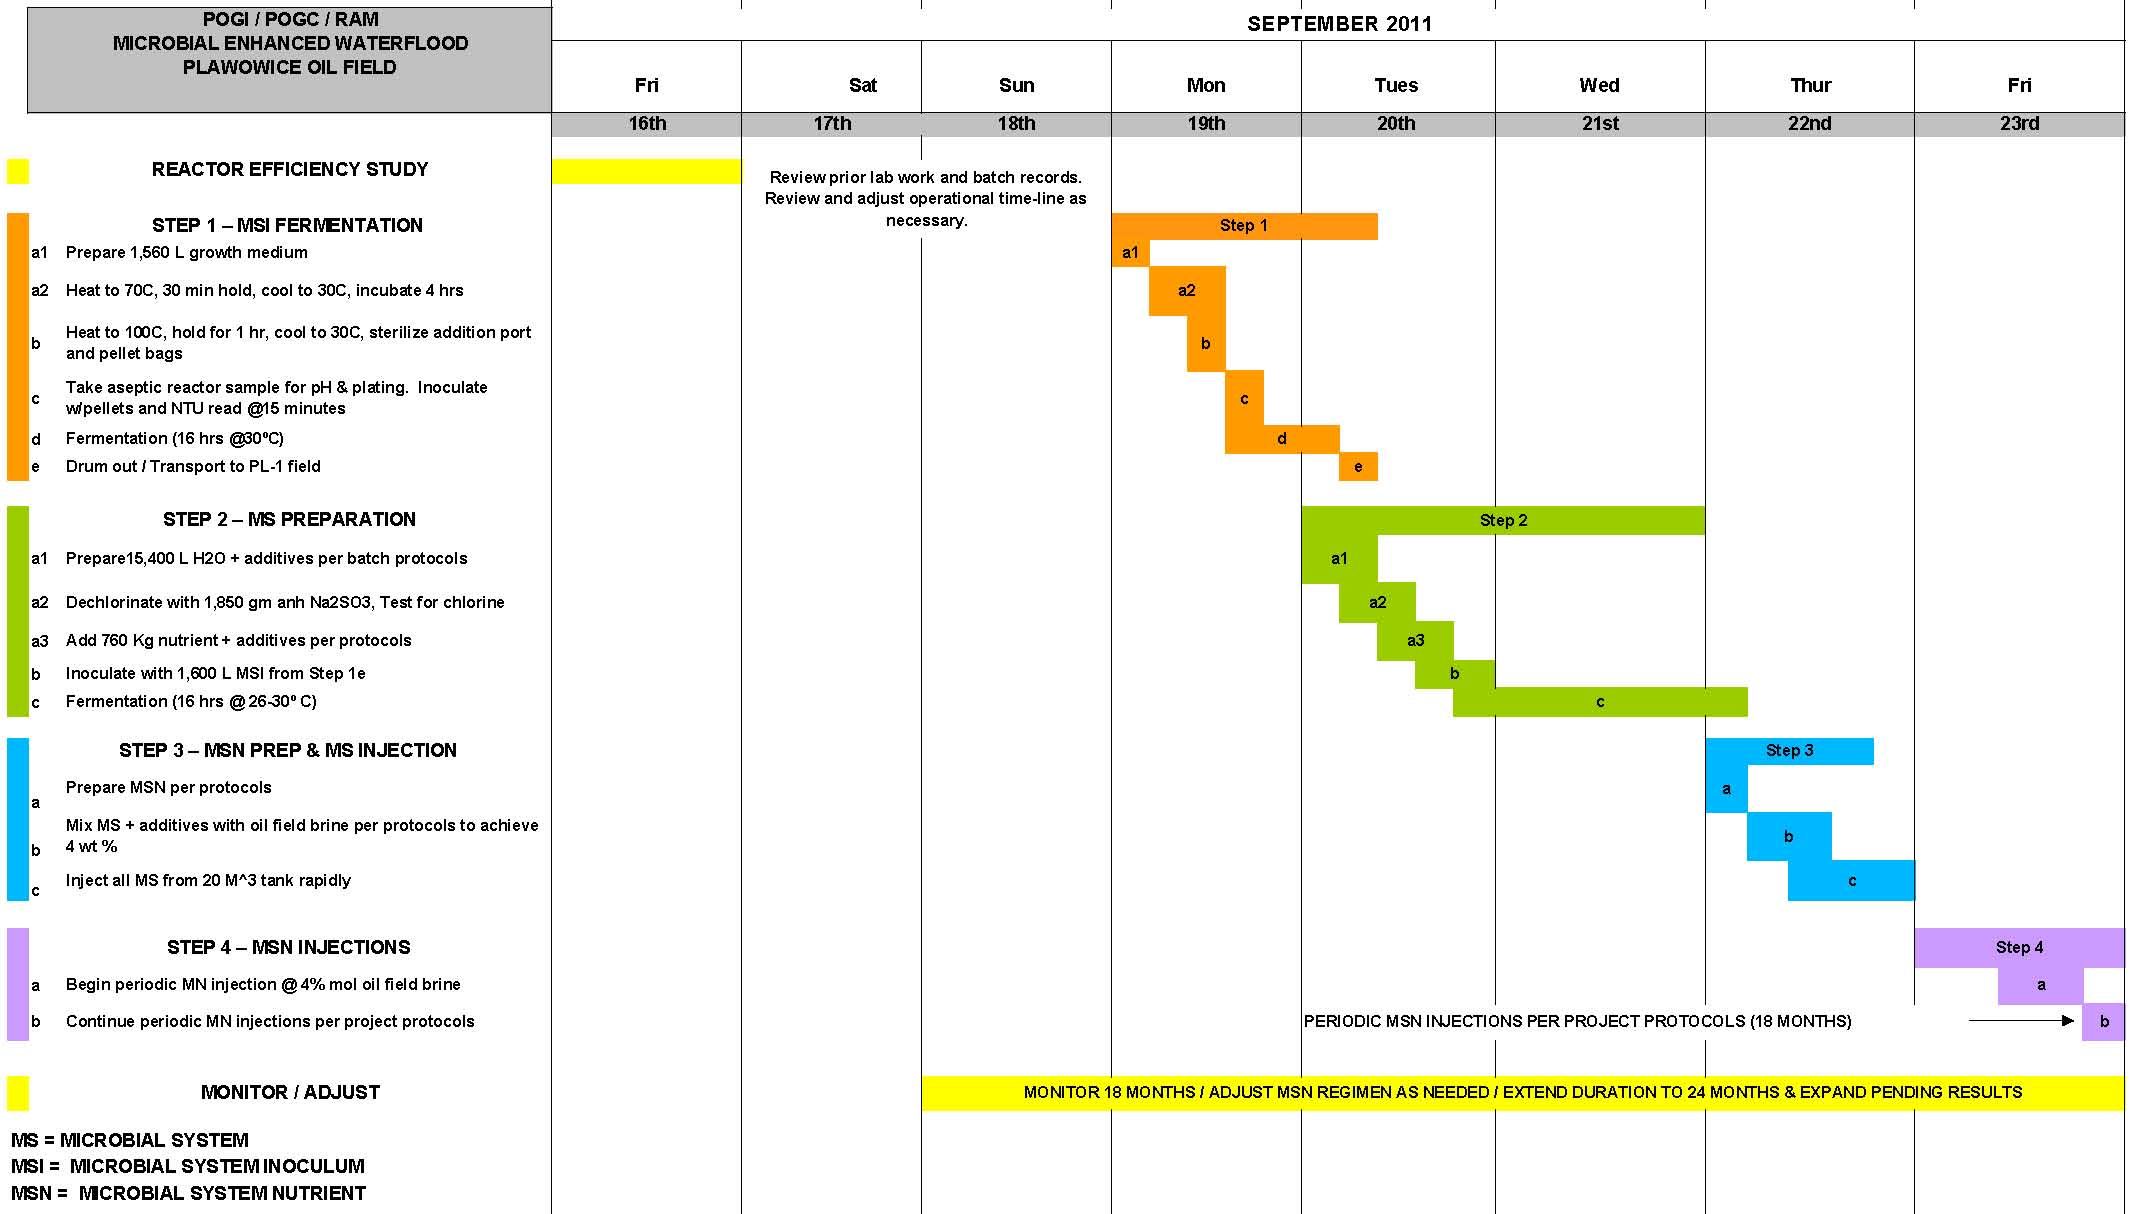 POGI / POGC / RAM
MICROBIAL ENHANCED WATERFLOOD
PLAWOWICE OIL FIELD
SEPTEMBER 2011
Fri Sat Sun Mon Tues Wed Thur Fri
16th 17th 18th 19th 20th 21st 22nd 23rd
REACTOR EFFICIENCY STUDY
Review prior lab work and batch records.
Review and adjust operational time-line as
necessary.
STEP 1 – MSI FERMENTATION Step 1
a1 Prepare 1,560 L growth medium a1
a2 Heat to 70C, 30 min hold, cool to 30C, incubate 4 hrs a2
b Heat to 100C, hold for 1 hr, cool to 30C, sterilize addition port
and pellet bags b
c Take aseptic reactor sample for pH & plating. Inoculate
w/pellets and NTU read @15 minutes c
d Fermentation (16 hrs @30ºC) d
e Drum out / Transport to PL-1 field e
STEP 2 – MS PREPARATION Step 2
a1 Prepare15,400 L H2O + additives per batch protocols a1
a2 Dechlorinate with 1,850 gm anh Na2SO3, Test for chlorine a2
a3 Add 760 Kg nutrient + additives per protocols a3
b Inoculate with 1,600 L MSI from Step 1e b
c Fermentation (16 hrs @ 26-30º C) c
STEP 3 – MSN PREP & MS INJECTION Step 3
a Prepare MSN per protocols a
b Mix MS + additives with oil field brine per protocols to achieve
4 wt % b
c Inject all MS from 20 M^3 tank rapidly c
STEP 4 – MSN INJECTIONS Step 4
a Begin periodic MN injection @ 4% mol oil field brine a
b Continue periodic MN injections per project protocols PERIODIC MSN INJECTIONS PER PROJECT PROTOCOLS (18 MONTHS) b
MONITOR / ADJUST MONITOR 18 MONTHS / ADJUST MSN REGIMEN AS NEEDED / EXTEND DURATION TO 24 MONTHS & EXPAND PENDING RESULTS
MS = MICROBIAL SYSTEM
MSI = MICROBIAL SYSTEM INOCULUM
MSN = MICROBIAL SYSTEM NUTRIENT